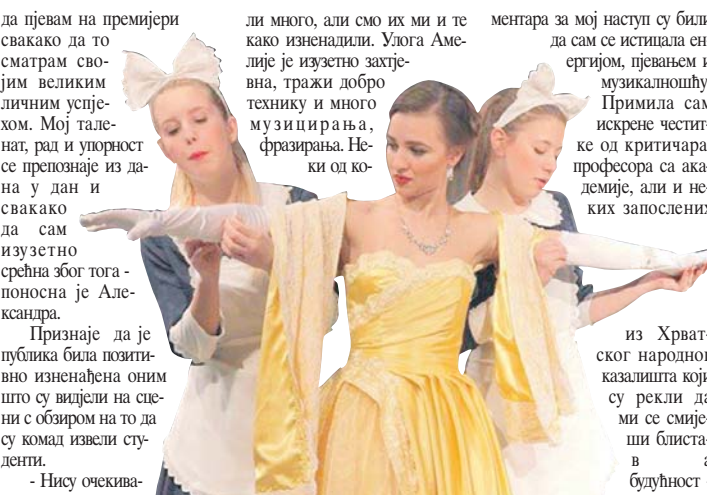 да пјевам на премијери
свакако да то
сматрам сво-
јим великим
личним успје-
хом. Мој тале-
нат, рад и упорност
се препознаје из да-
на у дан и
свакако
да сам
изузетно
срећна због тога -
поносна је Але-
ксандра.
Признаје да је
публика била позити-
вно изненађена оним
што су видјели на сце-
ни с обзиром на то да
су комад извели сту-
денти.
- Нису очекива-
ли много, али смо их ми и те
како изненадили. Улога Аме-
лије је изузетно захтје-
вна, тражи добро
технику и много
музицирања,
фразирања. Не-
ки од ко-
ментара за мој наступ су били
да сам се истицала ен-
ергијом, пјевањем и
музикалношћу.
Примила сам
искрене честит-
ке од критичара,
професора са ака-
демије, али и не-
ких запослених
из Хрват-
ског народног
казалишта који
су рекли да
ми се смије-
ши блиста-
в а
будућност -